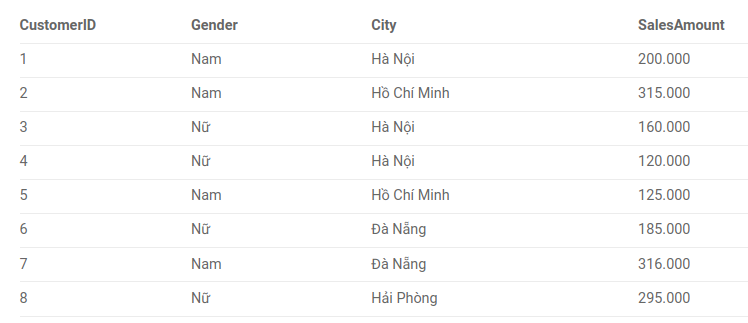 CustomerID Gender City SalesAmount
1 Nam Hà Nội 200.000
2 Nam Hồ Chí Minh 315.000
3 Nữ Hà Nội 160.000
4 Nữ Hà Nội 120.000
5 Nam Hồ Chí Minh 125.000
6 Nữ Đà Nẵng 185.000
7 Nam Đà Nẵng 316.000
8 Nữ Hải Phòng 295.000